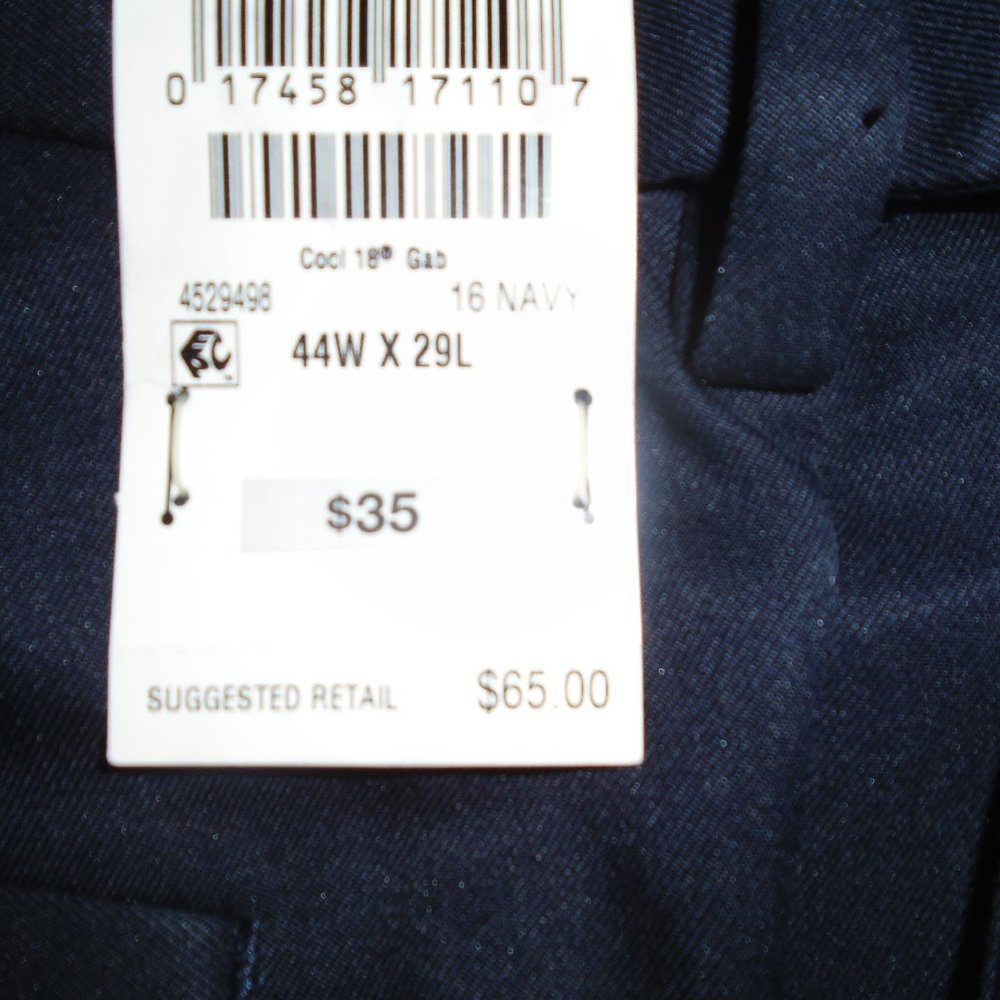 0 17458 17110 7
Cool 18® Gab
4529498 16 NAVY
44W X 29L
$35
SUGGESTED RETAIL $65.00